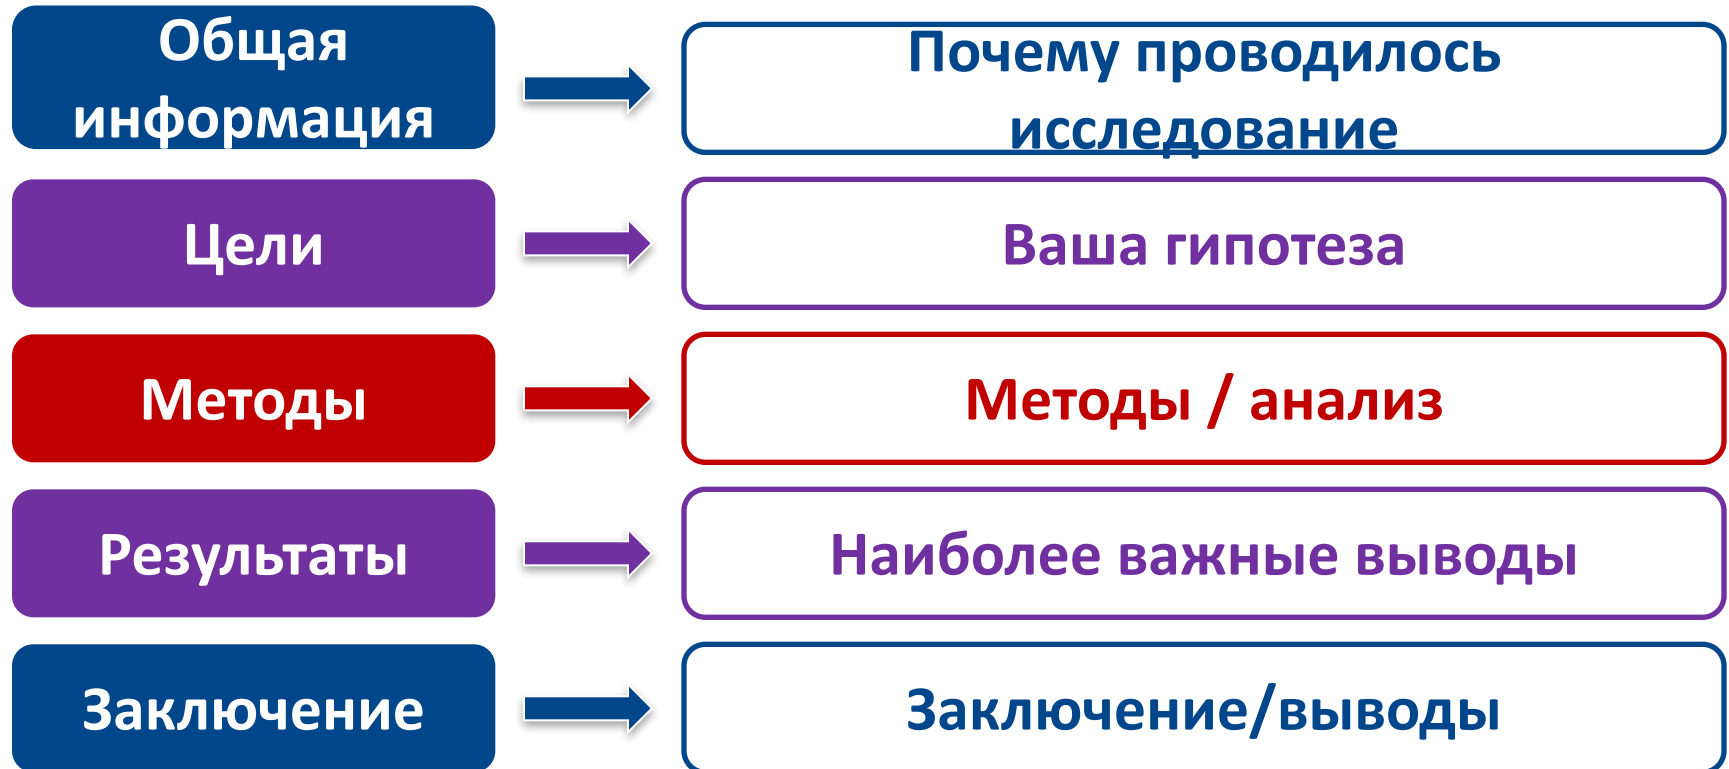 Общая
информация
Почему проводилось
исследование
Цели
Ваша гипотеза
Методы
Методы / анализ
Результаты
Наиболее важные выводы
Заключение
Заключение/выводы